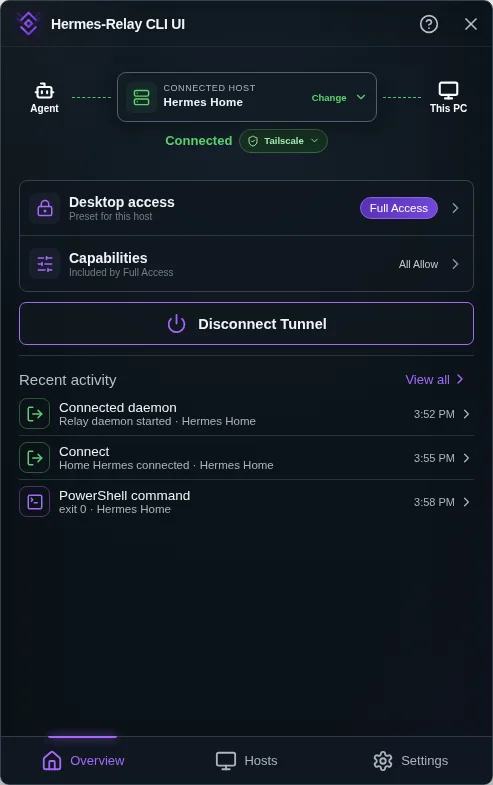 Hermes-Relay CLI UI
Agent
CONNECTED HOST
Hermes Home
Change
This PC
Connected
Tailscale
Desktop access
Preset for this host
Full Access
Capabilities
Included by Full Access
All Allow
Disconnect Tunnel
Recent activity
View all
Connected daemon
Relay daemon started · Hermes Home
3:52 PM
Connect
Home Hermes connected · Hermes Home
3:55 PM
PowerShell command
exit 0 · Hermes Home
3:58 PM
Overview
Hosts
Settings